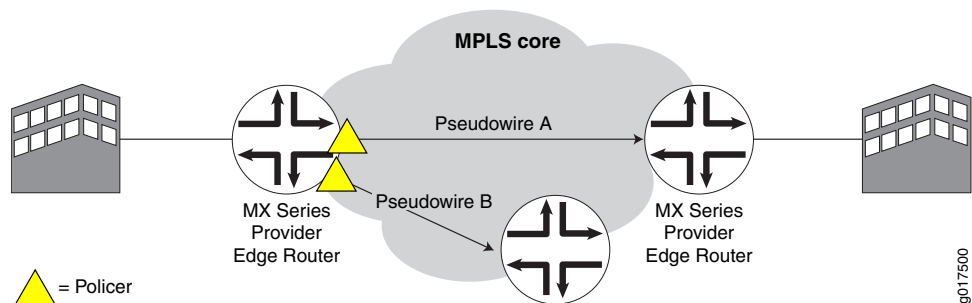 MPLS core
Pseudowire A
Pseudowire B
MX Series
Provider
Edge Router
MX Series
Provider
Edge Router
= Policer
g017500